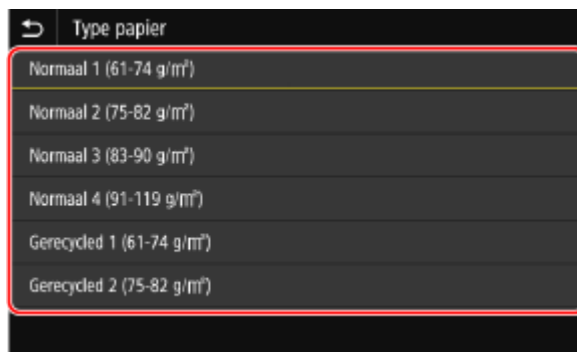 Type papier
Normaal 1 (61-74 g/m²)
Normaal 2 (75-82 g/m²)
Normaal 3 (83-90 g/m²)
Normaal 4 (91-119 g/m²)
Gerecycled 1 (61-74 g/m²)
Gerecycled 2 (75-82 g/m²)